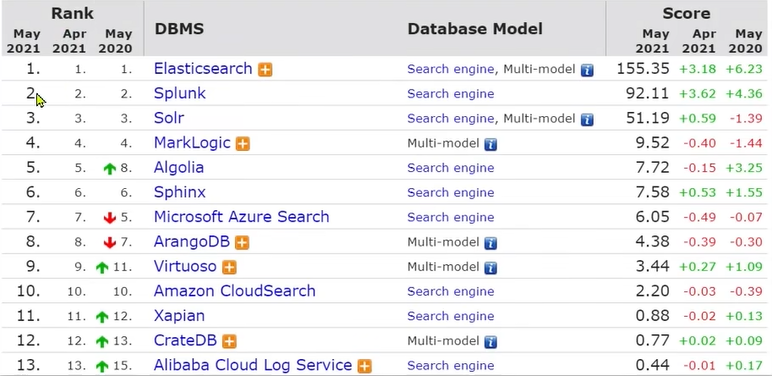 Rank DBMS Database Model Score
May 2021 Apr 2021 May 2020 May 2021 Apr 2021 May 2020
1. 1. 1. Elasticsearch Search engine, Multi-model 155.35 +3.18 +6.23
2. 2. 2. Splunk Search engine 92.11 +3.62 +4.36
3. 3. 3. Solr Search engine, Multi-model 51.19 +0.59 -1.39
4. 4. 4. MarkLogic Multi-model 9.52 -0.40 -1.44
5. 5. 8. Algolia Search engine 7.72 -0.15 +3.25
6. 6. 6. Sphinx Search engine 7.58 +0.53 +1.55
7. 7. 5. Microsoft Azure Search Search engine 6.05 -0.49 -0.07
8. 8. 7. ArangoDB Multi-model 4.38 -0.39 -0.30
9. 9. 11. Virtuoso Multi-model 3.44 +0.27 +1.09
10. 10. 10. Amazon CloudSearch Search engine 2.20 -0.03 -0.39
11. 11. 12. Xapian Search engine 0.88 -0.02 +0.13
12. 12. 13. CrateDB Multi-model 0.77 +0.02 +0.09
13. 13. 15. Alibaba Cloud Log Service Search engine 0.44 -0.01 +0.17